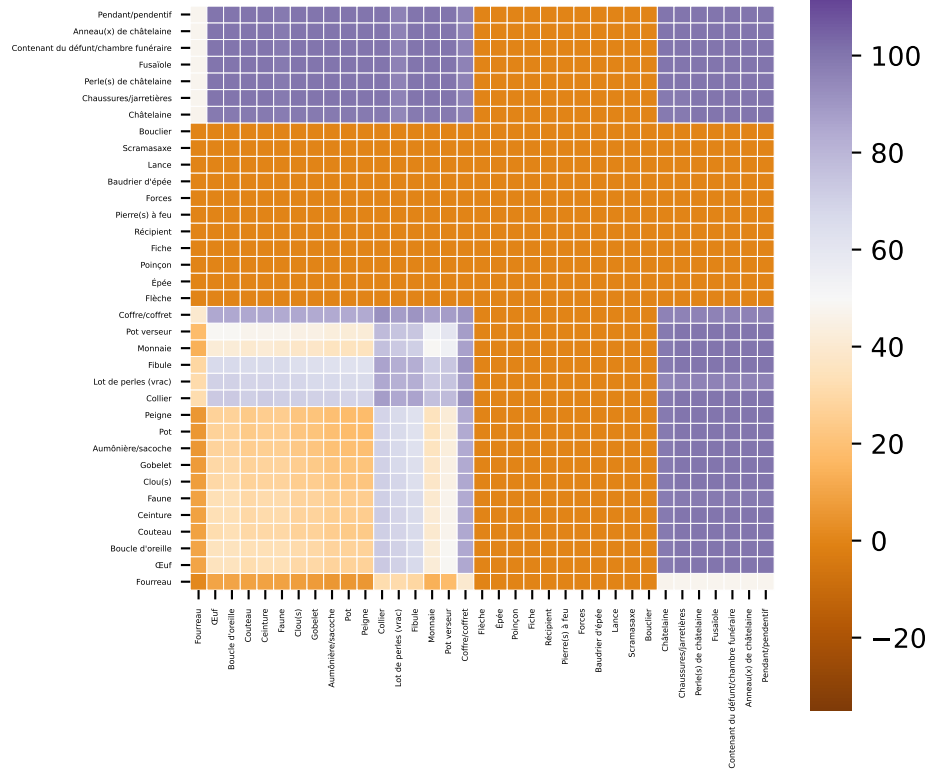 Pendant/pendentif
Anneau(x) de châtelaine
Contenant du défunt/chambre funéraire
Fusaïole
Perle(s) de châtelaine
Chaussures/jarretières
Châtelaine
Bouclier
Scramasaxe
Lance
Baudrier d'épée
Forces
Pierre(s) à feu
Récipient
Fiche
Poinçon
Épée
Flèche
Coffre/coffret
Pot verseur
Monnaie
Fibule
Lot de perles (vrac)
Collier
Peigne
Pot
Aumônière/sacoche
Gobelet
Clou(s)
Faune
Ceinture
Couteau
Boucle d'oreille
Œuf
Fourreau
Fourreau
Œuf
Boucle d'oreille
Couteau
Ceinture
Faune
Clou(s)
Gobelet
Aumônière/sacoche
Pot
Peigne
Collier
Lot de perles (vrac)
Fibule
Monnaie
Pot verseur
Coffre/coffret
Flèche
Épée
Poinçon
Fiche
Récipient
Pierre(s) à feu
Forces
Baudrier d'épée
Lance
Scramasaxe
Bouclier
Châtelaine
Chaussures/jarretières
Perle(s) de châtelaine
Fusaïole
Contenant du défunt/chambre funéraire
Anneau(x) de châtelaine
Pendant/pendentif
100
80
60
40
20
0
−20